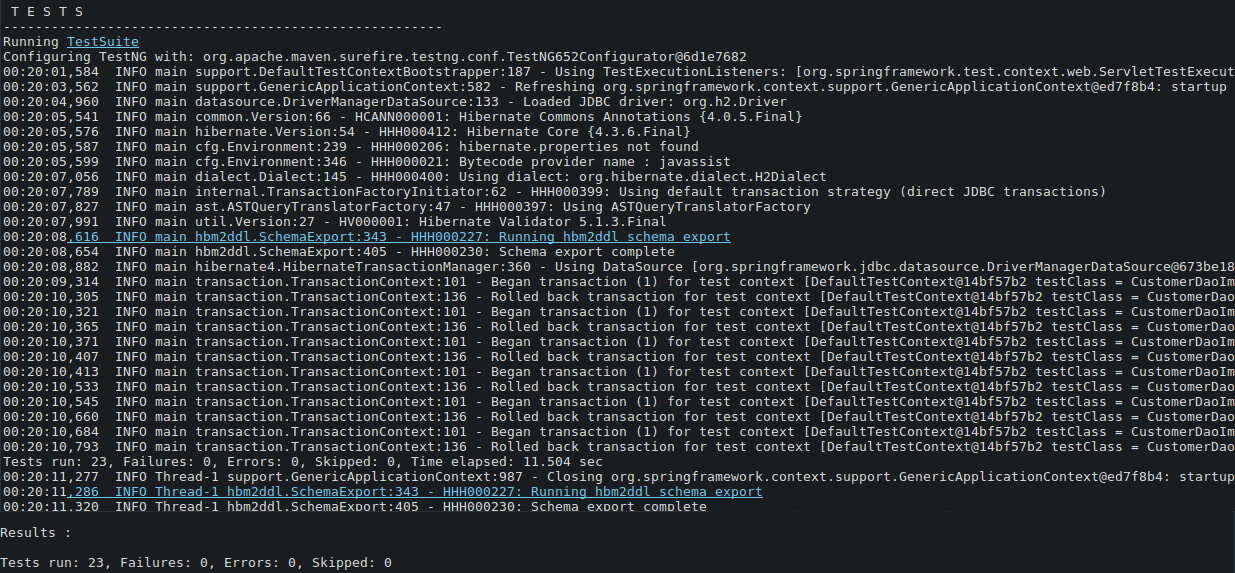 T E S T S
-------------------------------------------------------
Running TestSuite
Configuring TestNG with: org.apache.maven.surefire.testng.conf.TestNG652Configurator@6d1e7682
00:20:01,584  INFO main support.DefaultTestContextBootstrapper:187 - Using TestExecutionListeners: [org.springframework.test.context.web.ServletTestExecut
00:20:03,562  INFO main support.GenericApplicationContext:582 - Refreshing org.springframework.context.support.GenericApplicationContext@ed7f8b4: startup
00:20:04,960  INFO main datasource.DriverManagerDataSource:133 - Loaded JDBC driver: org.h2.Driver
00:20:05,541  INFO main common.Version:66 - HCANN000001: Hibernate Commons Annotations {4.0.5.Final}
00:20:05,576  INFO main hibernate.Version:54 - HHH000412: Hibernate Core {4.3.6.Final}
00:20:05,587  INFO main cfg.Environment:239 - HHH000206: hibernate.properties not found
00:20:05,599  INFO main cfg.Environment:346 - HHH000021: Bytecode provider name : javassist
00:20:07,056  INFO main dialect.Dialect:145 - HHH000400: Using dialect: org.hibernate.dialect.H2Dialect
00:20:07,789  INFO main internal.TransactionFactoryInitiator:62 - HHH000399: Using default transaction strategy (direct JDBC transactions)
00:20:07,827  INFO main ast.ASTQueryTranslatorFactory:47 - HHH000397: Using ASTQueryTranslatorFactory
00:20:07,991  INFO main util.Version:27 - HV000001: Hibernate Validator 5.1.3.Final
00:20:08,616  INFO main hbm2ddl.SchemaExport:343 - HHH000227: Running hbm2ddl schema export
00:20:08,654  INFO main hbm2ddl.SchemaExport:405 - HHH000230: Schema export complete
00:20:08,882  INFO main hibernate4.HibernateTransactionManager:360 - Using DataSource [org.springframework.jdbc.datasource.DriverManagerDataSource@673be18
00:20:09,314  INFO main transaction.TransactionContext:101 - Began transaction (1) for test context [DefaultTestContext@14bf57b2 testClass = CustomerDaoIm
00:20:10,305  INFO main transaction.TransactionContext:136 - Rolled back transaction for test context [DefaultTestContext@14bf57b2 testClass = CustomerDao
00:20:10,321  INFO main transaction.TransactionContext:101 - Began transaction (1) for test context [DefaultTestContext@14bf57b2 testClass = CustomerDaoIm
00:20:10,365  INFO main transaction.TransactionContext:136 - Rolled back transaction for test context [DefaultTestContext@14bf57b2 testClass = CustomerDao
00:20:10,371  INFO main transaction.TransactionContext:101 - Began transaction (1) for test context [DefaultTestContext@14bf57b2 testClass = CustomerDaoIm
00:20:10,407  INFO main transaction.TransactionContext:136 - Rolled back transaction for test context [DefaultTestContext@14bf57b2 testClass = CustomerDao
00:20:10,413  INFO main transaction.TransactionContext:101 - Began transaction (1) for test context [DefaultTestContext@14bf57b2 testClass = CustomerDaoIm
00:20:10,533  INFO main transaction.TransactionContext:136 - Rolled back transaction for test context [DefaultTestContext@14bf57b2 testClass = CustomerDao
00:20:10,545  INFO main transaction.TransactionContext:101 - Began transaction (1) for test context [DefaultTestContext@14bf57b2 testClass = CustomerDaoIm
00:20:10,660  INFO main transaction.TransactionContext:136 - Rolled back transaction for test context [DefaultTestContext@14bf57b2 testClass = CustomerDao
00:20:10,684  INFO main transaction.TransactionContext:101 - Began transaction (1) for test context [DefaultTestContext@14bf57b2 testClass = CustomerDaoIm
00:20:10,793  INFO main transaction.TransactionContext:136 - Rolled back transaction for test context [DefaultTestContext@14bf57b2 testClass = CustomerDao
Tests run: 23, Failures: 0, Errors: 0, Skipped: 0, Time elapsed: 11.504 sec
00:20:11,277  INFO Thread-1 support.GenericApplicationContext:987 - Closing org.springframework.context.support.GenericApplicationContext@ed7f8b4: startup
00:20:11,286  INFO Thread-1 hbm2ddl.SchemaExport:343 - HHH000227: Running hbm2ddl schema export
00:20:11,320  INFO Thread-1 hbm2ddl.SchemaExport:405 - HHH000230: Schema export complete
Results :
Tests run: 23, Failures: 0, Errors: 0, Skipped: 0